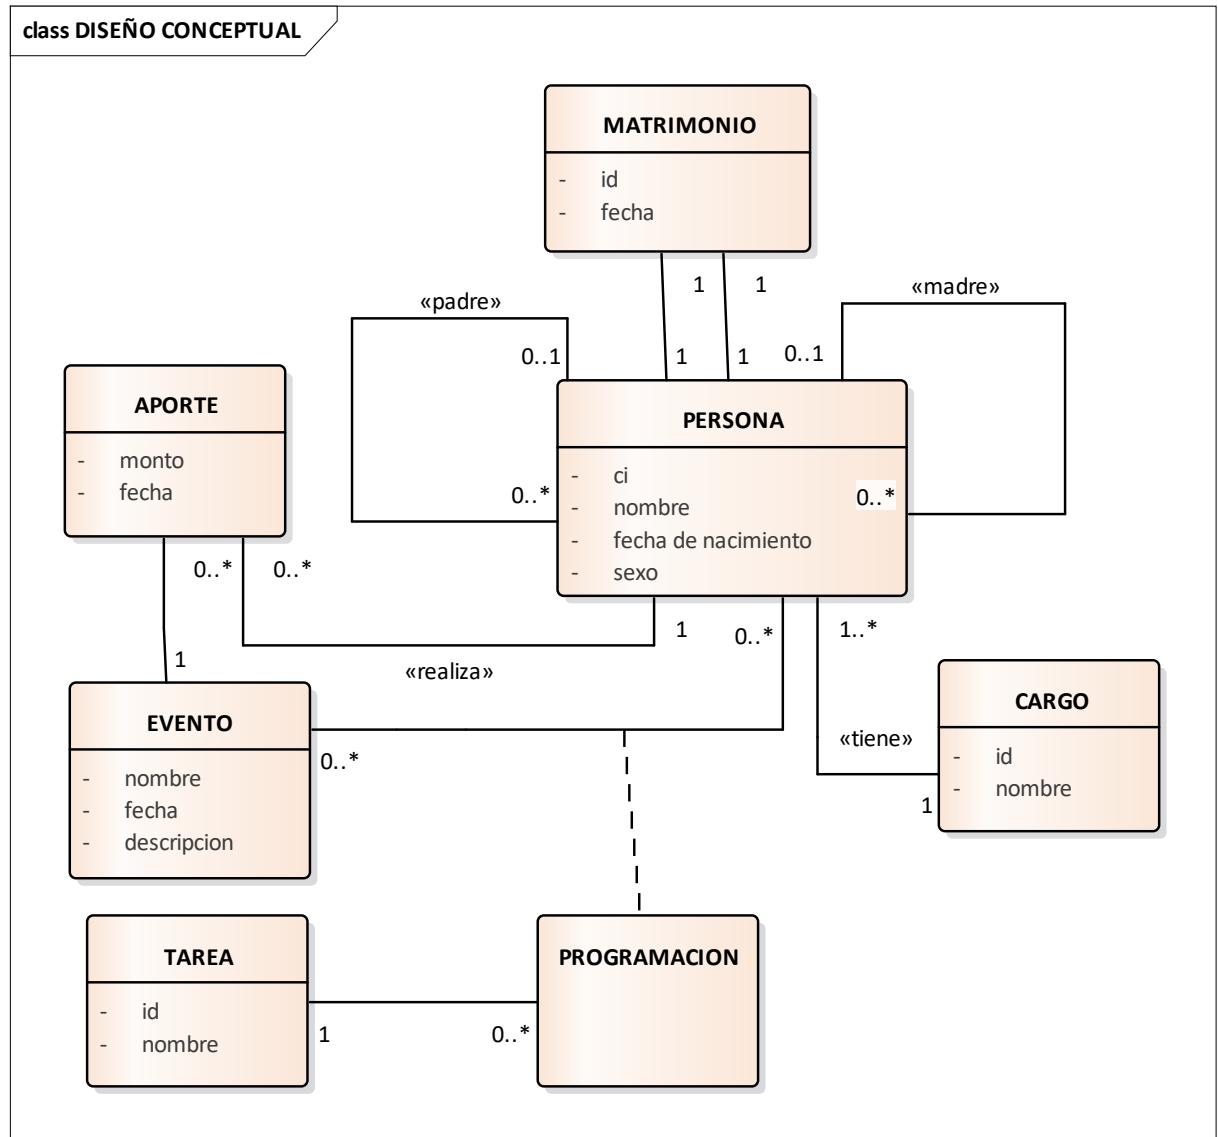 class DISEÑO CONCEPTUAL
MATRIMONIO
- id
- fecha
1 1
«padre»
«madre»
0..1
1
1
0..1
APORTE
- monto
- fecha
PERSONA
- ci
- nombre
- fecha de nacimiento
- sexo
0..*
0..*
0..* 0..*
1
0..*
1..*
1
«realiza»
EVENTO
- nombre
- fecha
- descripcion
0..*
«tiene»
1
CARGO
- id
- nombre
TAREA
- id
- nombre
1
0..*
PROGRAMACION